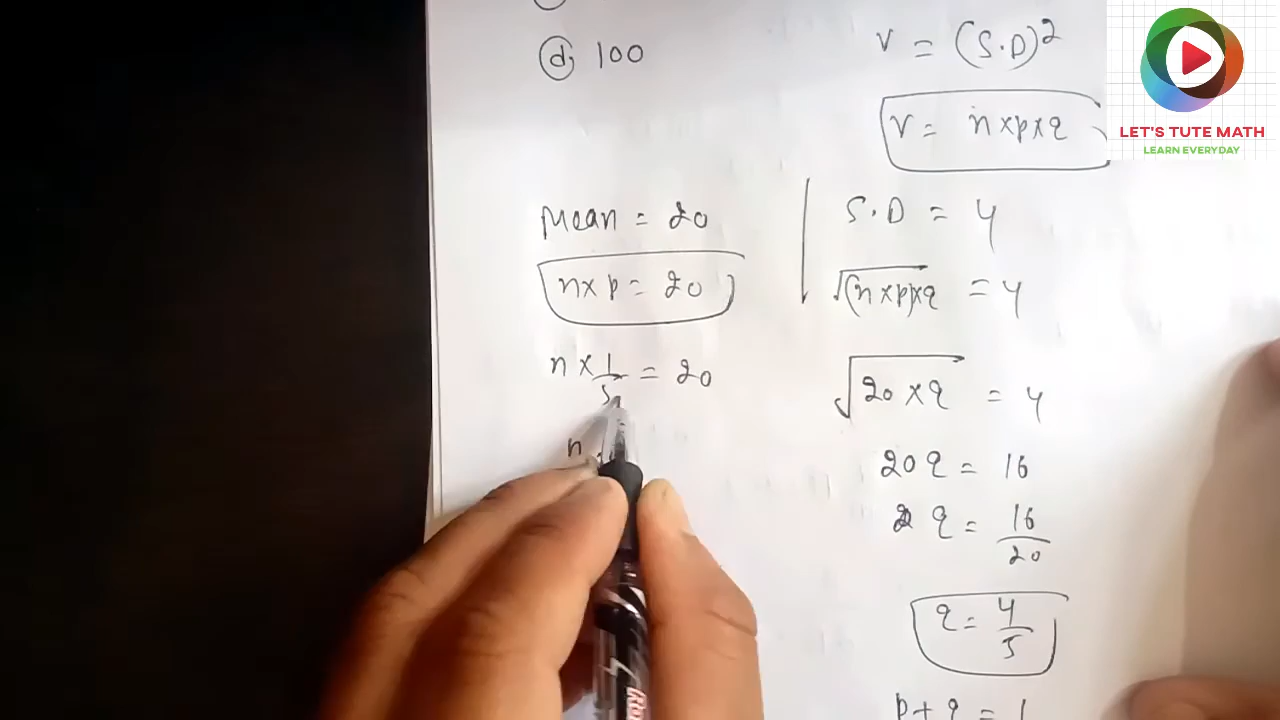 (d) 100
V = (S.D)²
V = n×p×q
LET'S TUTE MATH
LEARN EVERYDAY
Mean = 20
n×p = 20
n × 1/5 = 20
n
S.D = 4
√(n×p)×q = 4
√20×q = 4
20 q = 16
q = 16/20
q = 4/5
p + q = 1